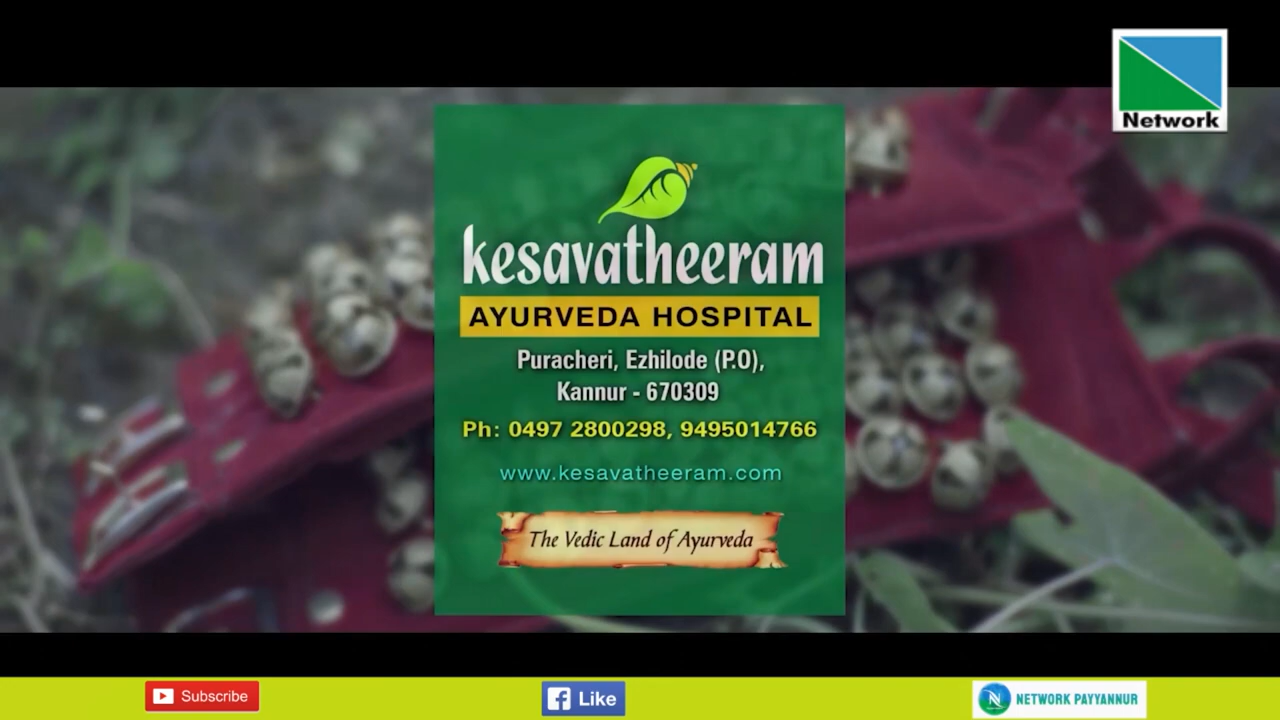 Network
kesavatheeram
AYURVEDA HOSPITAL
Puracheri, Ezhilode (P.O),
Kannur - 670309
Ph: 0497 2800298, 9495014766
www.kesavatheeram.com
The Vedic Land of Ayurveda
Subscribe
Like
NETWORK PAYYANNUR